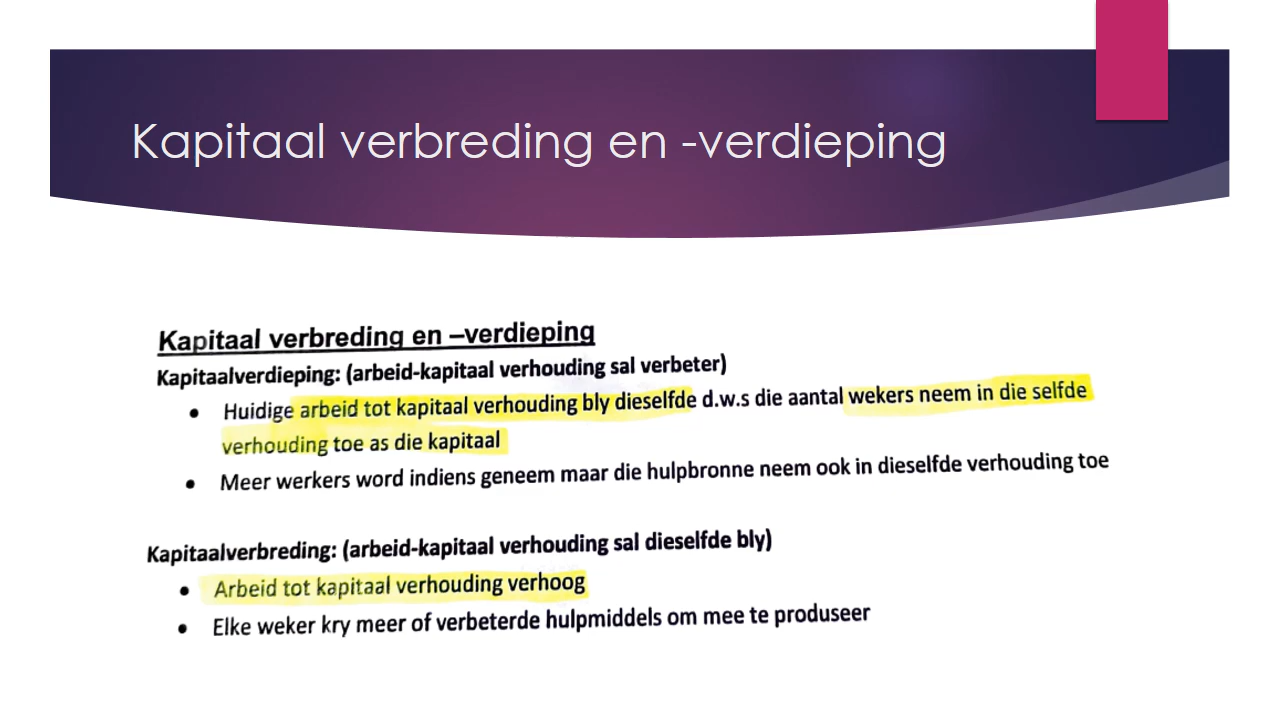 Kapitaal verbreding en -verdieping
Kapitaal verbreding en –verdieping
Kapitaalverdieping: (arbeid-kapitaal verhouding sal verbeter)
• Huidige arbeid tot kapitaal verhouding bly dieselfde d.w.s die aantal wekers neem in die selfde
verhouding toe as die kapitaal
• Meer werkers word indiens geneem maar die hulpbronne neem ook in dieselfde verhouding toe
Kapitaalverbreding: (arbeid-kapitaal verhouding sal dieselfde bly)
• Arbeid tot kapitaal verhouding verhoog
• Elke weker kry meer of verbeterde hulpmiddels om mee te produseer